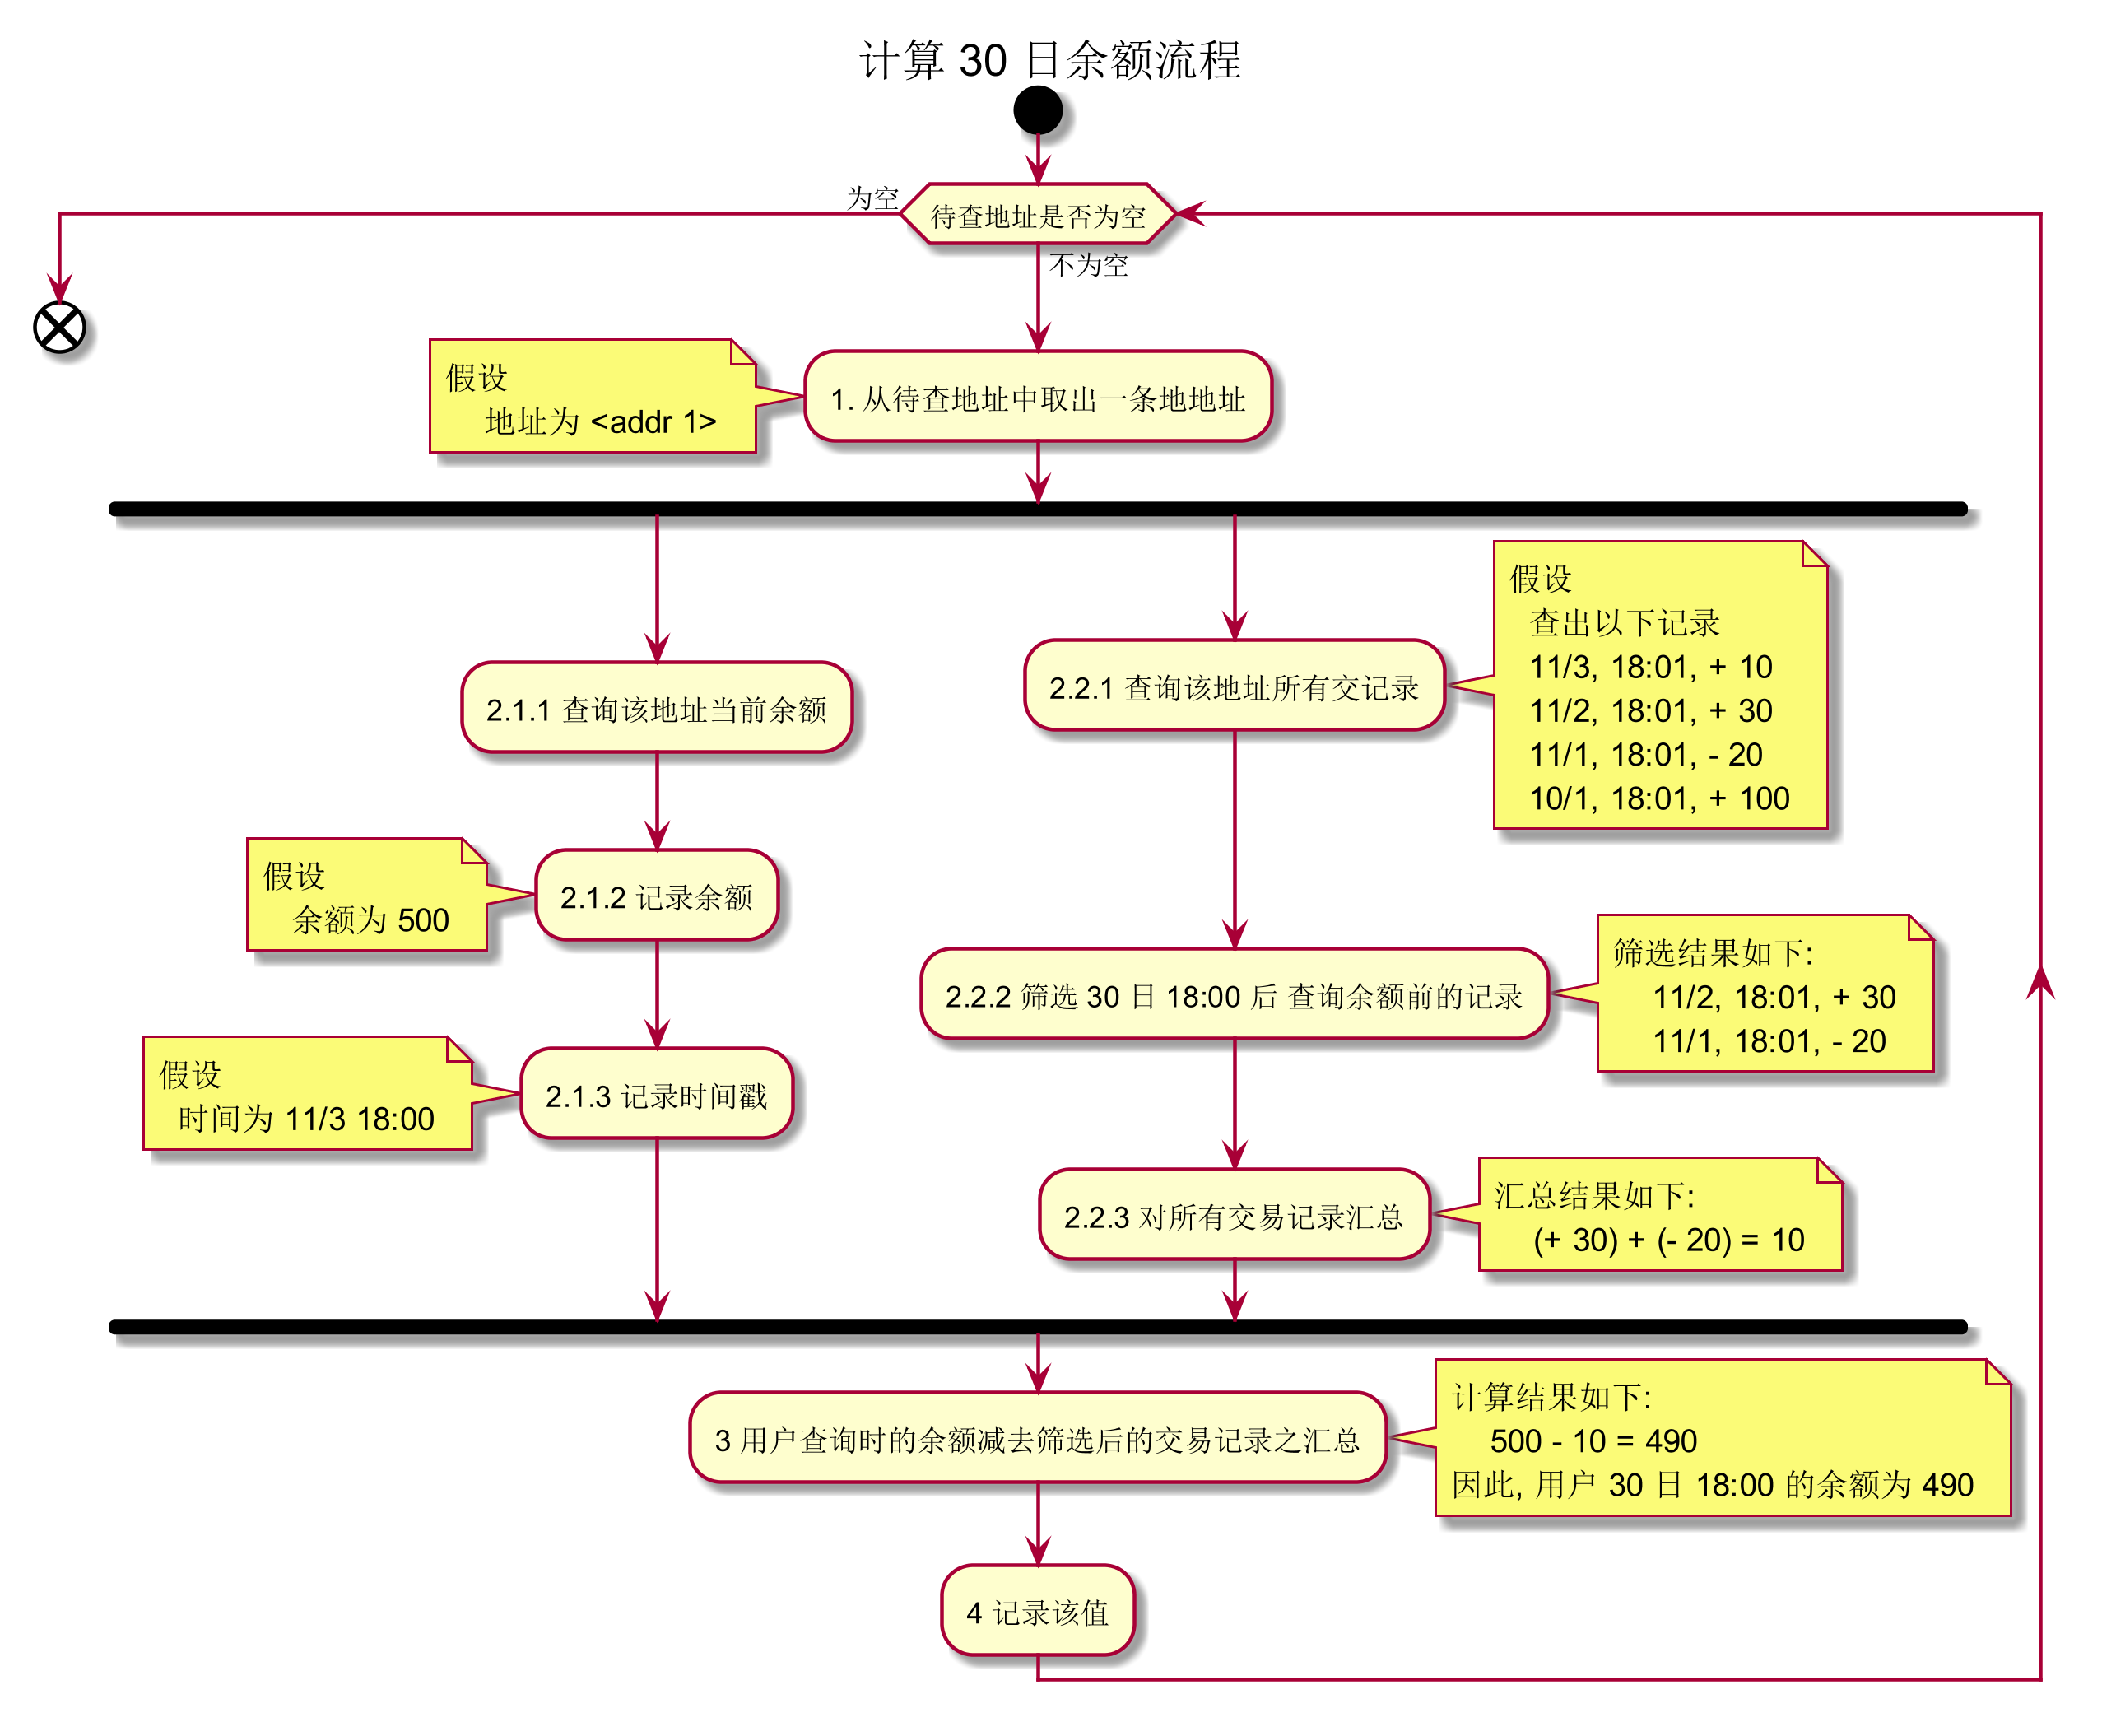 计算 30 日余额流程
为空
待查地址是否为空
不为空
假设
地址为 <addr 1>
1. 从待查地址中取出一条地地址
2.1.1 查询该地址当前余额
假设
余额为 500
2.1.2 记录余额
假设
时间为 11/3 18:00
2.1.3 记录时间戳
2.2.1 查询该地址所有交记录
假设
查出以下记录
11/3, 18:01, + 10
11/2, 18:01, + 30
11/1, 18:01, - 20
10/1, 18:01, + 100
2.2.2 筛选 30 日 18:00 后 查询余额前的记录
筛选结果如下:
11/2, 18:01, + 30
11/1, 18:01, - 20
2.2.3 对所有交易记录汇总
汇总结果如下:
(+ 30) + (- 20) = 10
3 用户查询时的余额减去筛选后的交易记录之汇总
计算结果如下:
500 - 10 = 490
因此, 用户 30 日 18:00 的余额为 490
4 记录该值